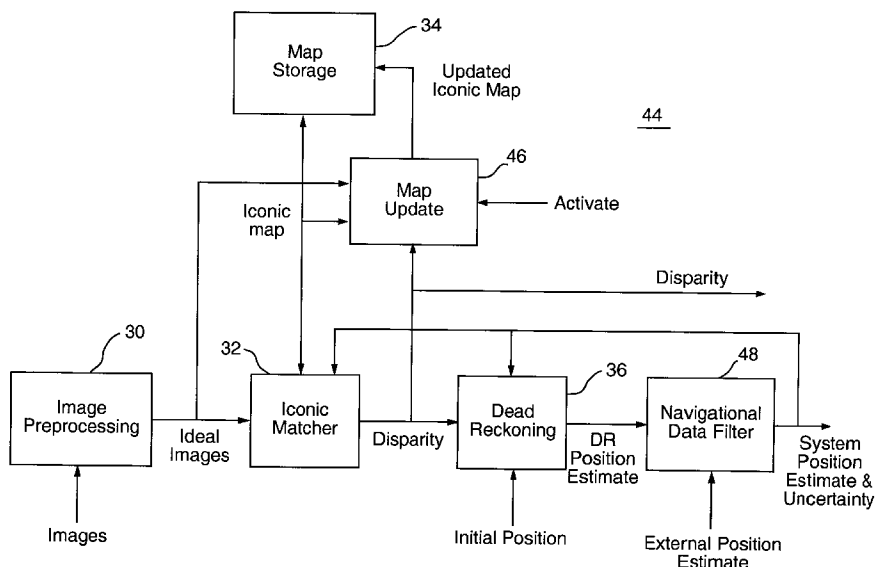 34
Map
Storage
Updated
Iconic Map
44
46
Map
Update
Activate
Iconic
map
Disparity
30
32
36
48
Image
Preprocessing
Ideal
Images
Iconic
Matcher
Disparity
Dead
Reckoning
DR
Position
Estimate
Navigational
Data Filter
System
Position
Estimate &
Uncertainty
Images
Initial Position
External Position
Estimate